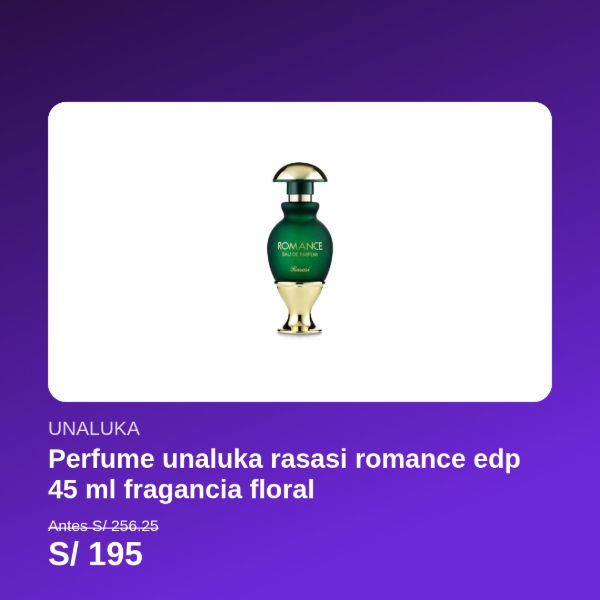 ROMANCE
EAU DE PARFUM
Rasasi
UNALUKA
Perfume unaluka rasasi romance edp
45 ml fragancia floral
Antes S/ 256.25
S/ 195